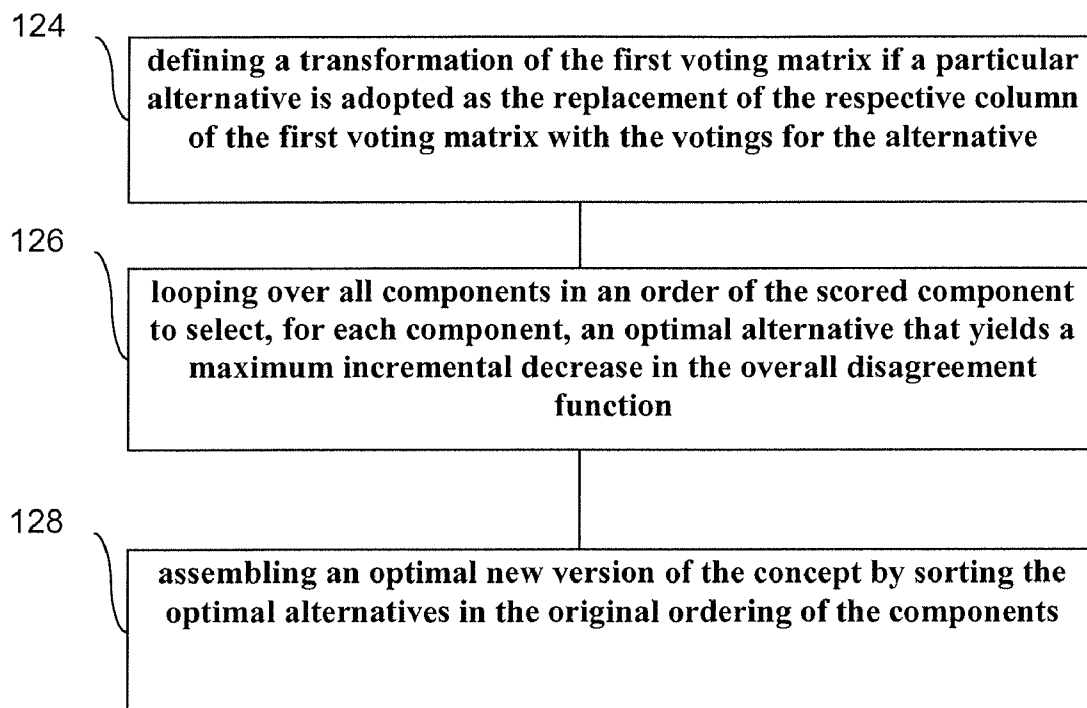 124
defining a transformation of the first voting matrix if a particular
alternative is adopted as the replacement of the respective column
of the first voting matrix with the votings for the alternative
126
looping over all components in an order of the scored component
to select, for each component, an optimal alternative that yields a
maximum incremental decrease in the overall disagreement
function
128
assembling an optimal new version of the concept by sorting the
optimal alternatives in the original ordering of the components